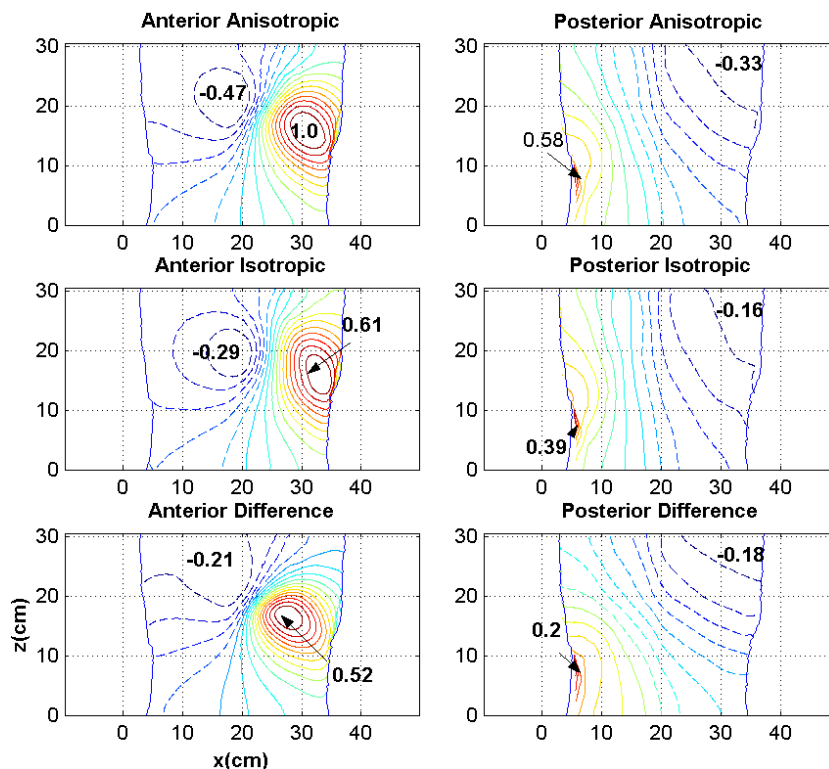 Anterior Anisotropic
Posterior Anisotropic
30
20
10
0
-0.47
1.0
0 10 20 30 40
30
20
10
0
-0.33
0.58
0 10 20 30 40
Anterior Isotropic
Posterior Isotropic
30
20
10
0
-0.29
0.61
0 10 20 30 40
30
20
10
0
-0.16
0.39
0 10 20 30 40
Anterior Difference
Posterior Difference
30
20
10
0
z(cm)
-0.21
0.52
0 10 20 30 40
x(cm)
30
20
10
0
-0.18
0.2
0 10 20 30 40